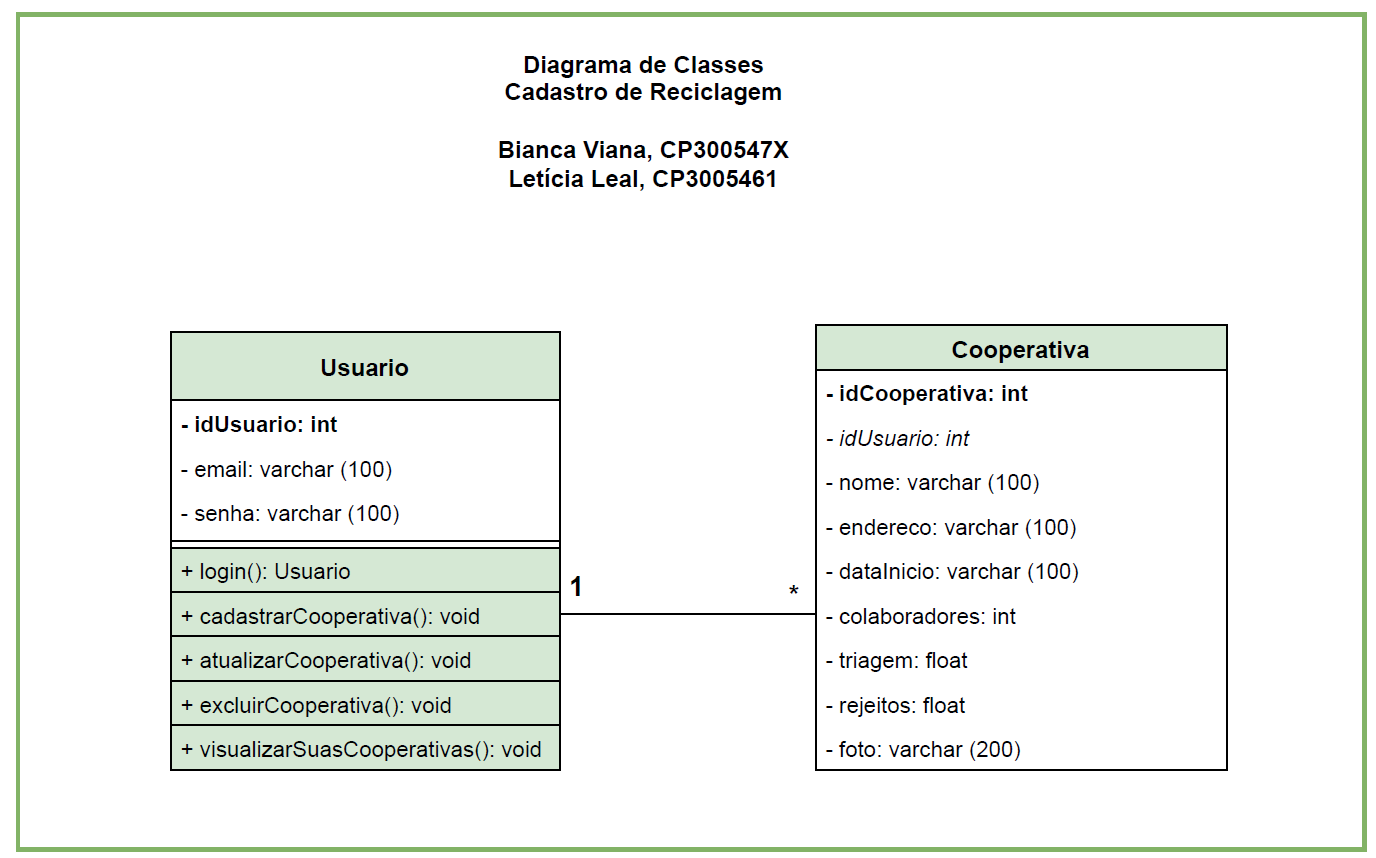 Diagrama de Classes
Cadastro de Reciclagem
Bianca Viana, CP300547X
Letícia Leal, CP3005461
Usuario
- idUsuario: int
- email: varchar (100)
- senha: varchar (100)
+ login(): Usuario
+ cadastrarCooperativa(): void
+ atualizarCooperativa(): void
+ excluirCooperativa(): void
+ visualizarSuasCooperativas(): void
1
*
Cooperativa
- idCooperativa: int
- idUsuario: int
- nome: varchar (100)
- endereco: varchar (100)
- dataInicio: varchar (100)
- colaboradores: int
- triagem: float
- rejeitos: float
- foto: varchar (200)